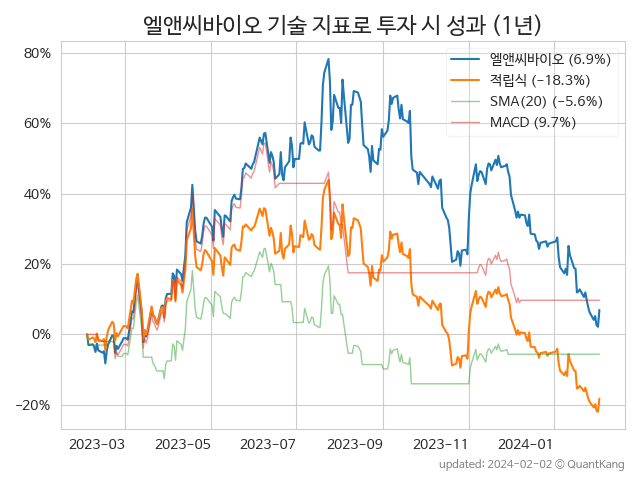 엘앤씨바이오 기술 지표로 투자 시 성과 (1년)
80%
60%
40%
20%
0%
−20%
엘앤씨바이오 (6.9%)
적립식 (−18.3%)
SMA(20) (−5.6%)
MACD (9.7%)
2023-03 2023-05 2023-07 2023-09 2023-11 2024-01
updated: 2024-02-02 © QuantKang